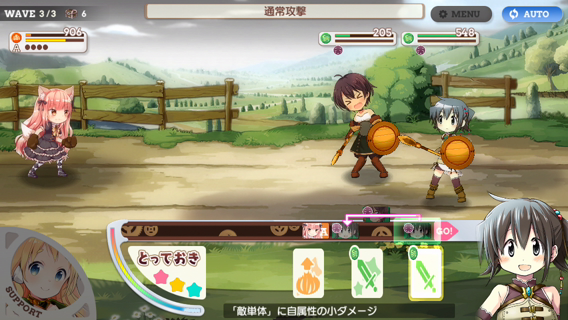 WAVE 3/3 6
通常攻撃
MENU
AUTO
906
A
205
548
A
GO!
とっておき
SUPPORT
「敵単体」に自属性の小ダメージ